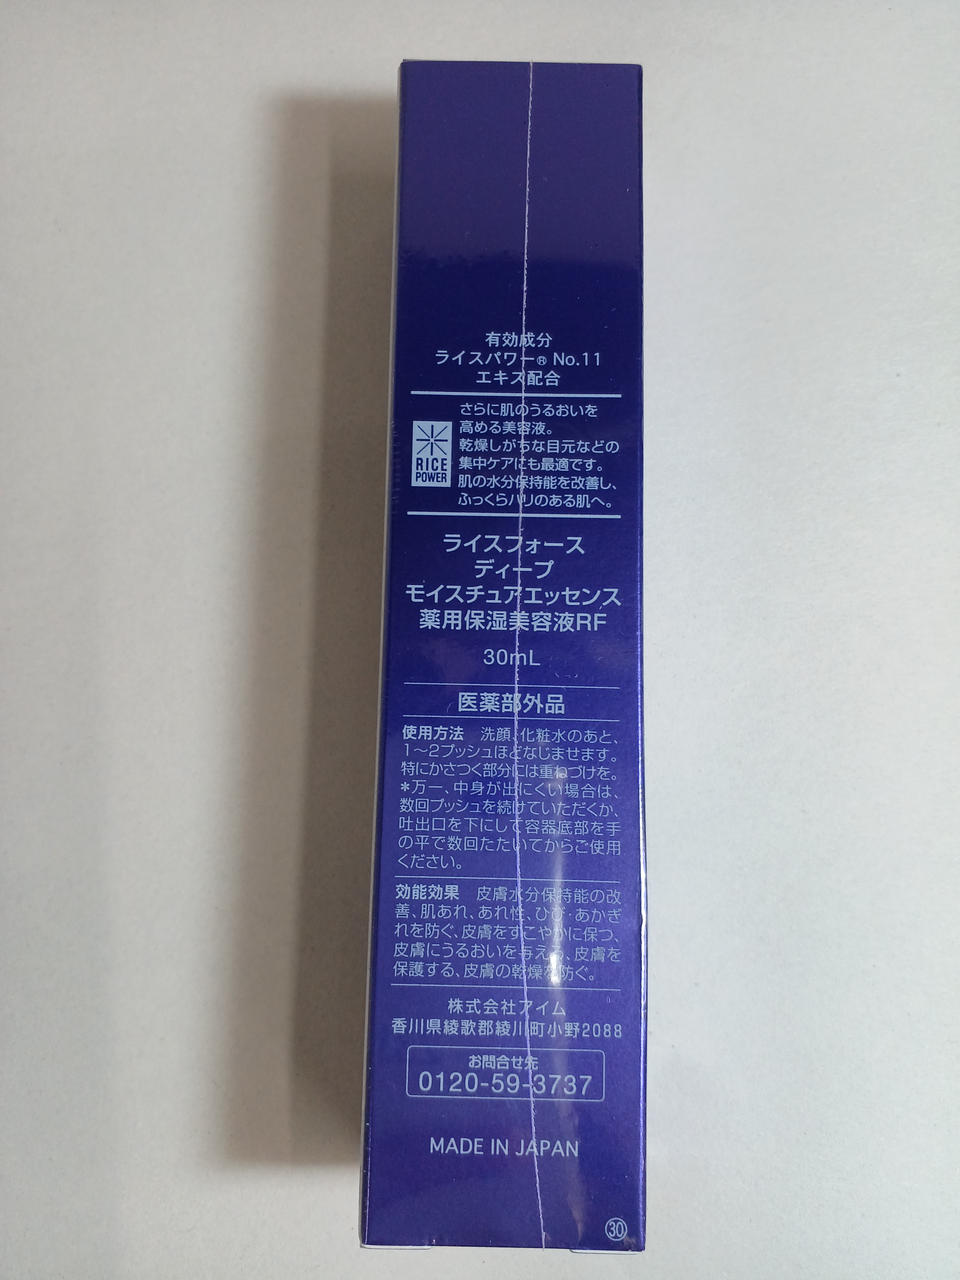 有効成分
ライスパワー® No.11
エキス配合
RICE
POWER
さらに肌のうるおいを
高める美容液。
乾燥しがちな目元などの
集中ケアにも最適です。
肌の水分保持能を改善し、
ふっくらハリのある肌へ。
ライスフォース
ディープ
モイスチュアエッセンス
薬用保湿美容液RF
30mL
医薬部外品
使用方法　洗顔、化粧水のあと、
1〜2プッシュほどなじませます。
特にかさつく部分には重ねづけを。
*万一、中身が出にくい場合は、
数回プッシュを続けていただくか、
吐出口を下にして容器底部を手
の平で数回たたいてからご使用
ください。
効能効果　皮膚水分保持能の改
善、肌あれ、あれ性、ひび・あかぎ
れを防ぐ、皮膚をすこやかに保つ、
皮膚にうるおいを与える、皮膚を
保護する、皮膚の乾燥を防ぐ。
株式会社アイム
香川県綾歌郡綾川町小野2088
お問合せ先
0120-59-3737
MADE IN JAPAN
30